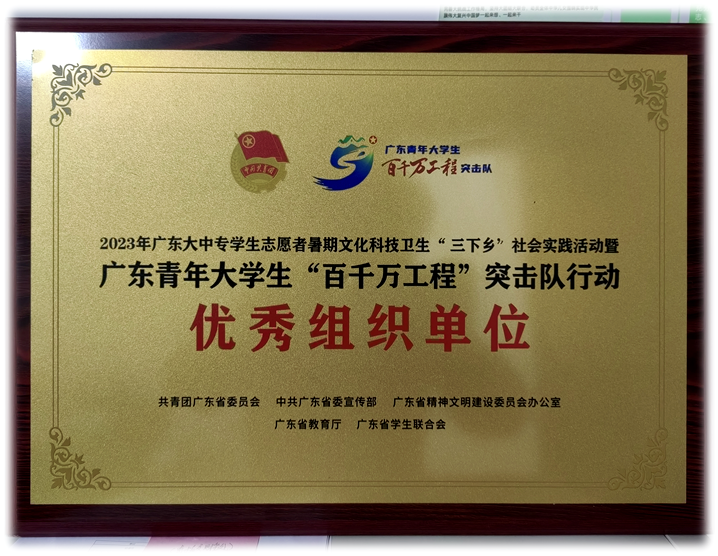 广东青年大学生
百千万工程 突击队
2023年广东大中专学生志愿者暑期文化科技卫生“三下乡”社会实践活动暨
广东青年大学生“百千万工程”突击队行动
优秀组织单位
共青团广东省委员会 中共广东省委宣传部 广东省精神文明建设委员会办公室
广东省教育厅 广东省学生联合会